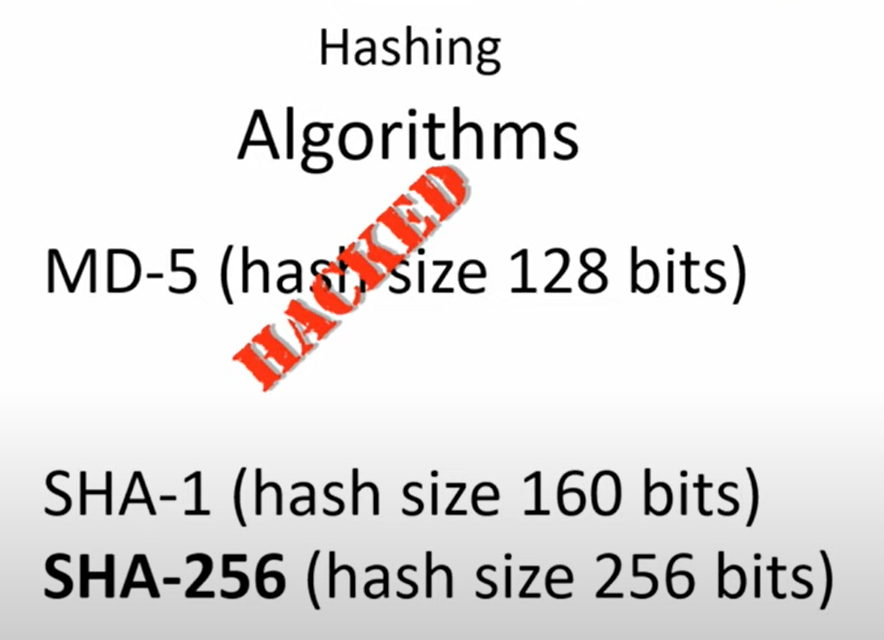 Hashing
Algorithms
HACKED
MD-5 (hash size 128 bits)
SHA-1 (hash size 160 bits)
SHA-256 (hash size 256 bits)